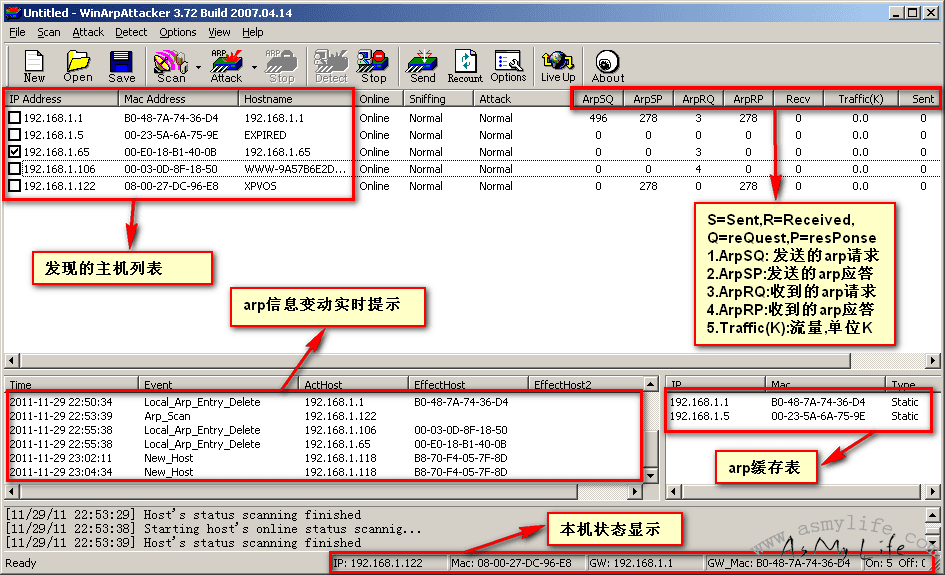 Untitled - WinArpAttacker 3.72 Build 2007.04.14
File Scan Attack Detect Options View Help
New Open Save Scan Attack Stop Detect Stop Send Recount Options Live Up About
IP Address Mac Address Hostname Online Sniffing Attack ArpSQ ArpSP ArpRQ ArpRP Recv Traffic(K) Sent
192.168.1.1 B0-48-7A-74-36-D4 192.168.1.1 Online Normal Normal 496 278 3 278 0 0.0 0
192.168.1.5 00-23-5A-6A-75-9E EXPIRED Online Normal Normal 0 0 0 0 0 0.0 0
192.168.1.65 00-E0-18-B1-40-0B 192.168.1.65 Online Normal Normal 0 0 3 0 0 0.0 0
192.168.1.106 00-03-0D-8F-18-50 WWW-9A57B6E2D... Online Normal Normal 0 0 4 0 0 0.0 0
192.168.1.122 08-00-27-DC-96-E8 XPVOS Online Normal Normal 0 278 0 278 0 0.0 0
发现的主机列表
S=Sent,R=Received,
Q=reQuest,P=resPonse
1.ArpSQ: 发送的arp请求
2.ArpSP:发送的arp应答
3.ArpRQ:收到的arp请求
4.ArpRP:收到的arp应答
5.Traffic(K):流量,单位K
arp信息变动实时提示
Time Event ActHost EffectHost EffectHost2
2011-11-29 22:50:34 Local_Arp_Entry_Delete 192.168.1.1 B0-48-7A-74-36-D4
2011-11-29 22:53:39 Arp_Scan 192.168.1.122
2011-11-29 22:55:38 Local_Arp_Entry_Delete 192.168.1.106 00-03-0D-8F-18-50
2011-11-29 22:55:38 Local_Arp_Entry_Delete 192.168.1.65 00-E0-18-B1-40-0B
2011-11-29 23:02:11 New_Host 192.168.1.118 B8-70-F4-05-7F-8D
2011-11-29 23:04:34 New_Host 192.168.1.118 B8-70-F4-05-7F-8D
IP Mac Type
192.168.1.1 B0-48-7A-74-36-D4 Static
192.168.1.5 00-23-5A-6A-75-9E Static
arp缓存表
[11/29/11 22:53:29] Host's status scanning finished
[11/29/11 22:53:38] Starting host's online status scannig...
[11/29/11 22:53:39] Host's status scanning finished
本机状态显示
www.asmylife.com
AsMyLife
Ready IP: 192.168.1.122 Mac: 08-00-27-DC-96-E8 GW: 192.168.1.1 GW_Mac: B0-48-7A-74-36-D4 On: 5 Off: 0